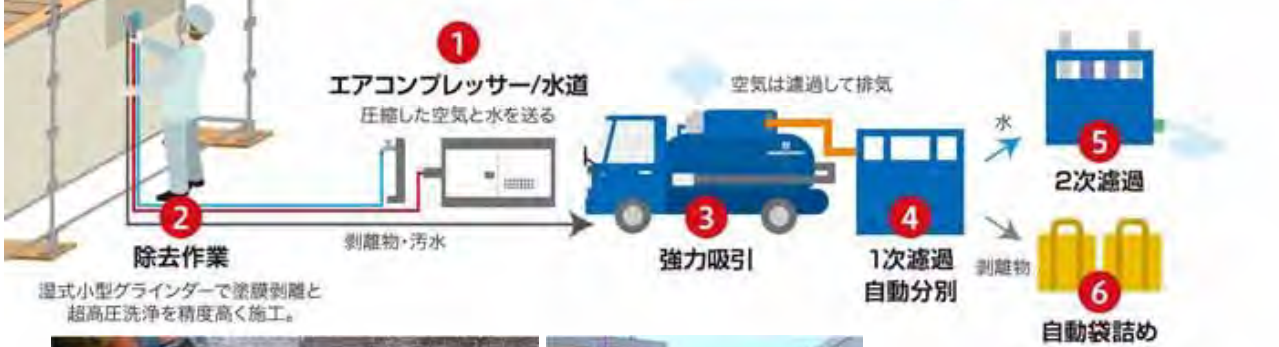 1
エアコンプレッサー/水道
圧縮した空気と水を送る
2
除去作業
湿式小型グラインダーで塗膜剥離と
超高圧洗浄を精度高く施工。
剥離物・汚水
空気は濾過して排気
3
強力吸引
4
1次濾過
自動分別
水
5
2次濾過
剥離物
6
自動袋詰め